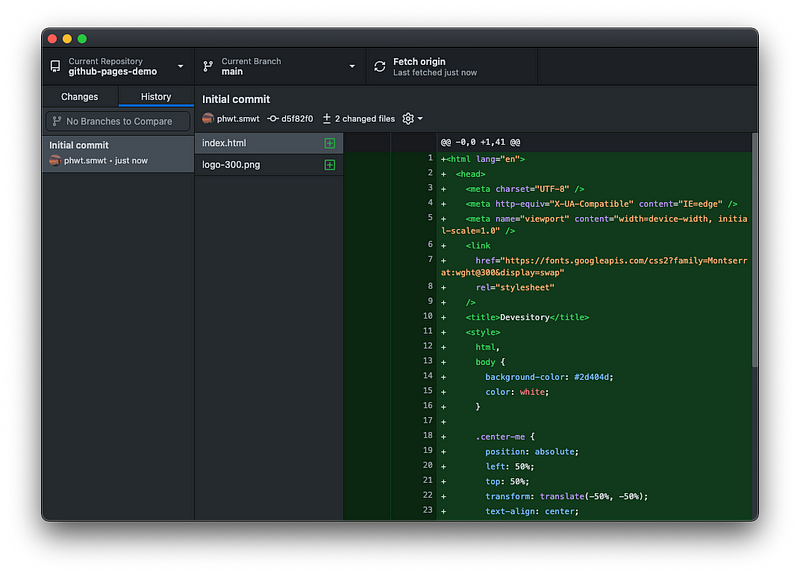 Current Repository
github-pages-demo
Current Branch
main
Fetch origin
Last fetched just now
Changes
History
No Branches to Compare
Initial commit
phwt.smwt • just now
Initial commit
phwt.smwt
d5f82f0
2 changed files
index.html
logo-300.png
@@ -0,0 +1,41 @@
1 +<html lang="en">
2 + <head>
3 + <meta charset="UTF-8" />
4 + <meta http-equiv="X-UA-Compatible" content="IE=edge" />
5 + <meta name="viewport" content="width=device-width, initia
l-scale=1.0" />
6 + <link
7 + href="https://fonts.googleapis.com/css2?family=Montserr
at:wght@300&display=swap"
8 + rel="stylesheet"
9 + />
10 + <title>Devesitory</title>
11 + <style>
12 + html,
13 + body {
14 + background-color: #2d404d;
15 + color: white;
16 + }
17 +
18 + .center-me {
19 + position: absolute;
20 + left: 50%;
21 + top: 50%;
22 + transform: translate(-50%, -50%);
23 + text-align: center;